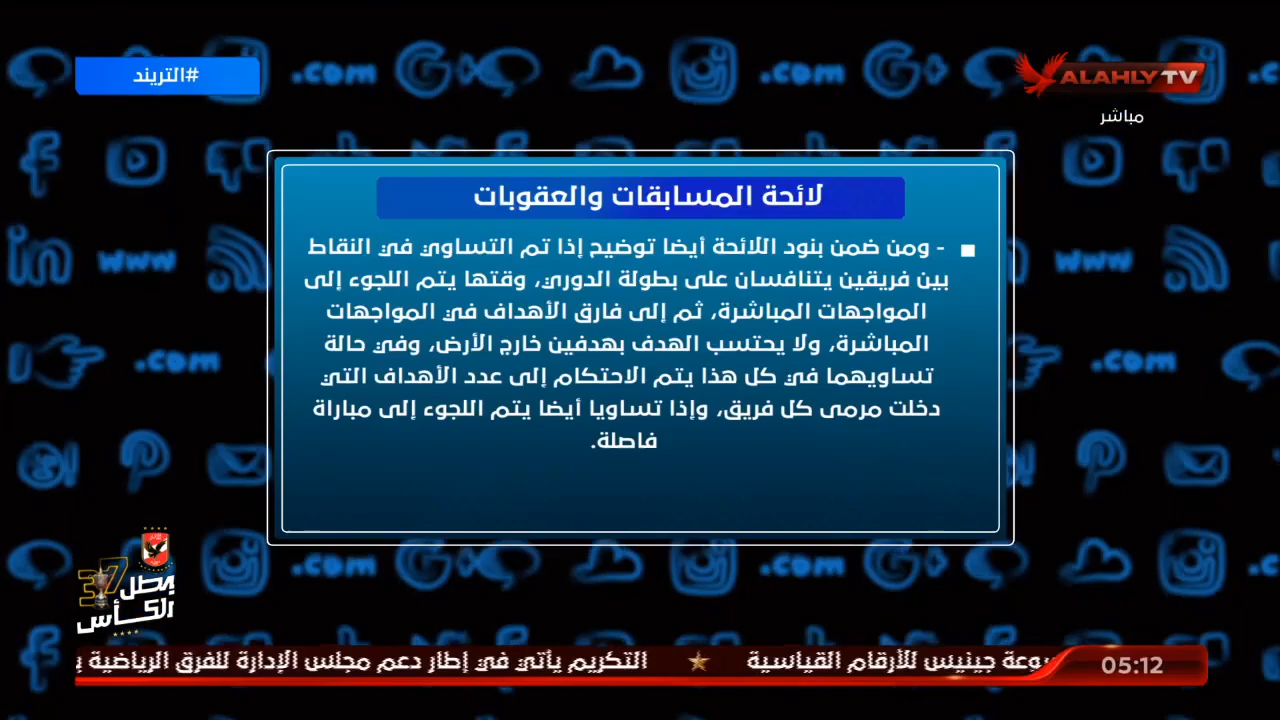 #التريند
ALAHLY TV
مباشر
لائحة المسابقات والعقوبات
- ومن ضمن بنود اللائحة أيضا توضيح إذا تم التساوي في النقاط
بين فريقين يتنافسان على بطولة الدوري، وقتها يتم اللجوء إلى
المواجهات المباشرة، ثم إلى فارق الأهداف في المواجهات
المباشرة، ولا يحتسب الهدف بهدفين خارج الأرض، وفي حالة
تساويهما في كل هذا يتم الاحتكام إلى عدد الأهداف التي
دخلت مرمى كل فريق، وإذا تساويا أيضا يتم اللجوء إلى مباراة
فاصلة.
بطل الكأس
37
جينيس للأرقام القياسية ★ التكريم يأتي في إطار دعم مجلس الإدارة للفرق الرياضية
05:12